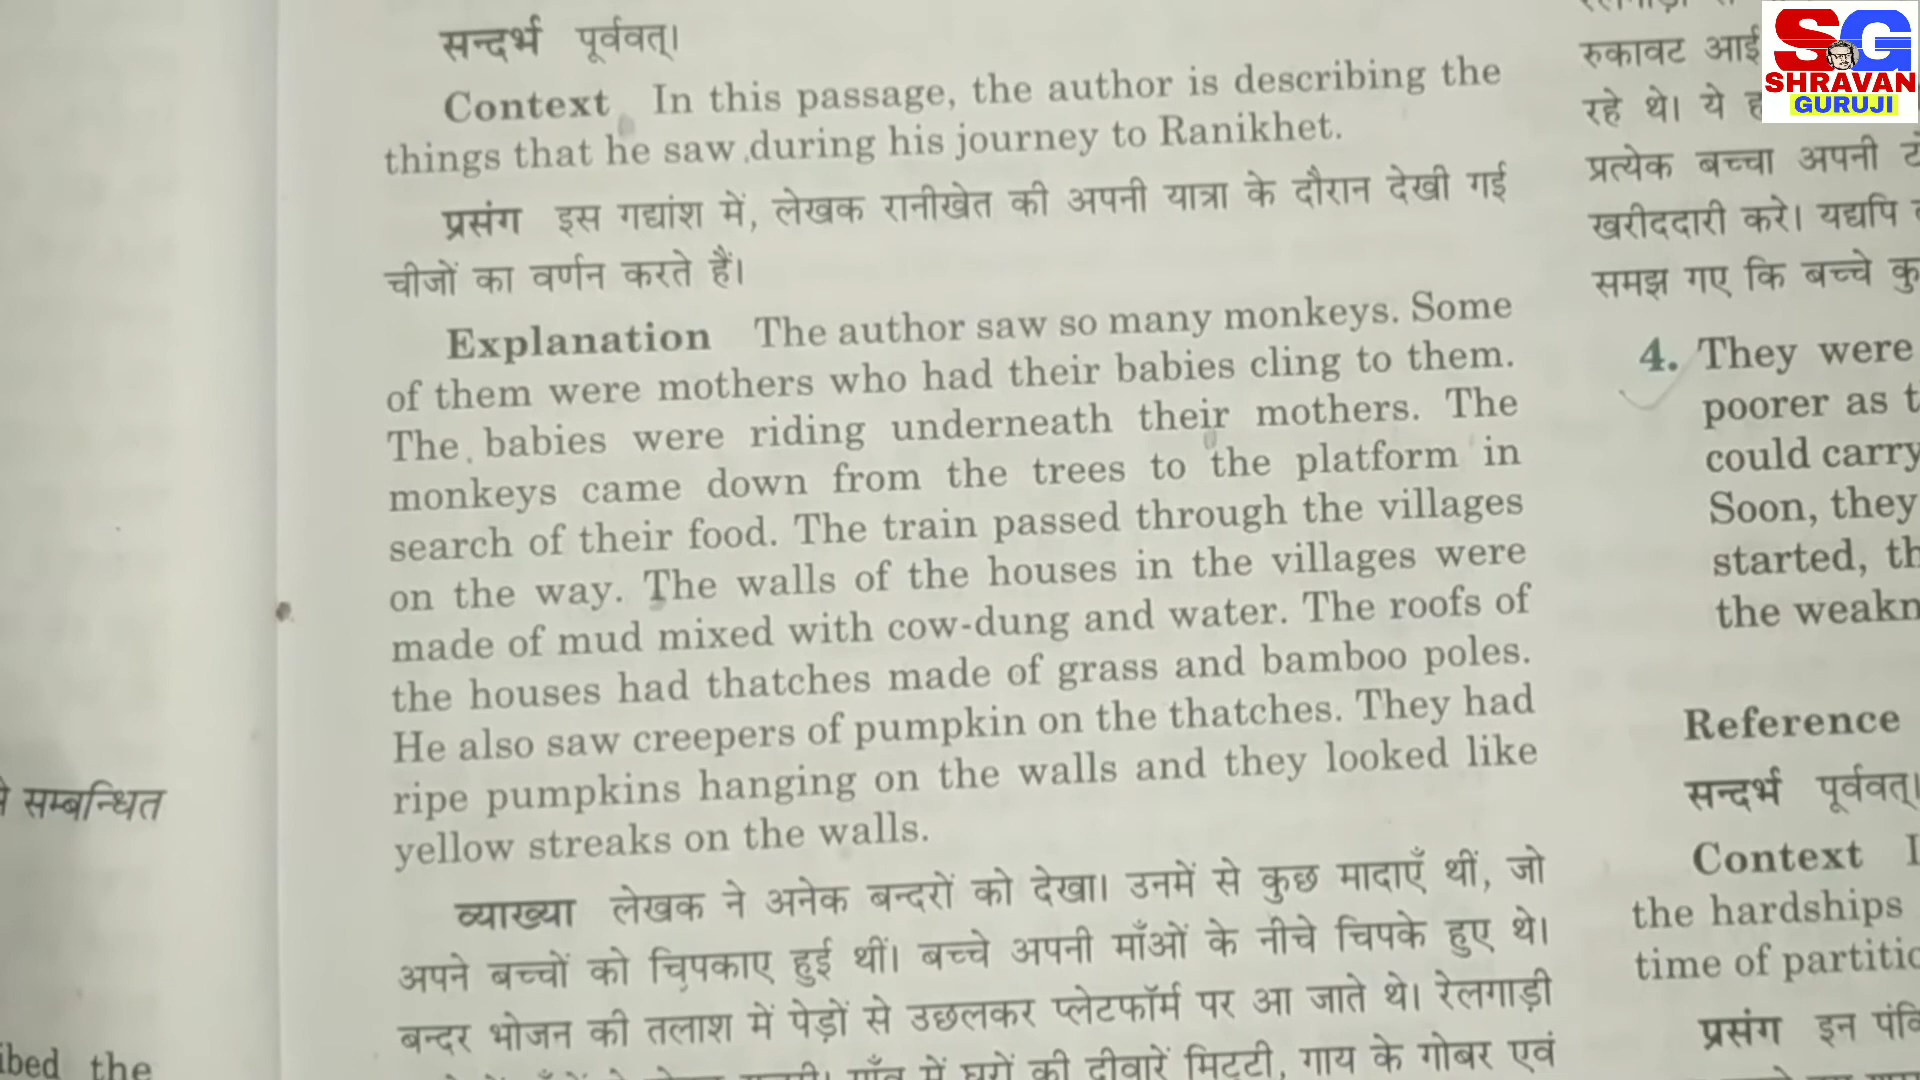 सन्दर्भ पूर्ववत्।
Context In this passage, the author is describing the
things that he saw during his journey to Ranikhet.
प्रसंग इस गद्यांश में, लेखक रानीखेत की अपनी यात्रा के दौरान देखी गई
चीजों का वर्णन करते हैं।
Explanation The author saw so many monkeys. Some
of them were mothers who had their babies cling to them.
The babies were riding underneath their mothers. The
monkeys came down from the trees to the platform in
search of their food. The train passed through the villages
on the way. The walls of the houses in the villages were
made of mud mixed with cow-dung and water. The roofs of
the houses had thatches made of grass and bamboo poles.
He also saw creepers of pumpkin on the thatches. They had
ripe pumpkins hanging on the walls and they looked like
yellow streaks on the walls.
व्याख्या लेखक ने अनेक बन्दरों को देखा। उनमें से कुछ मादाएँ थीं, जो
अपने बच्चों को चिपकाए हुई थीं। बच्चे अपनी माँओं के नीचे चिपके हुए थे।
बन्दर भोजन की तलाश में पेड़ों से उछलकर प्लेटफॉर्म पर आ जाते थे। रेलगाड़ी
गाँव में घरों की दीवारें मिट्टी, गाय के गोबर एवं
सम्बन्धित
the
रुकावट आई
रहे थे। ये
प्रत्येक बच्चा अपनी
खरीददारी करे। यद्यपि
समझ गए कि बच्चे
4. They were
poorer as
could carry
Soon, they
started,
the
Reference
सन्दर्भ पूर्ववत्।
Context
the hardships
time of
प्रसंग इन
SG
SHRAVAN
GURUJI